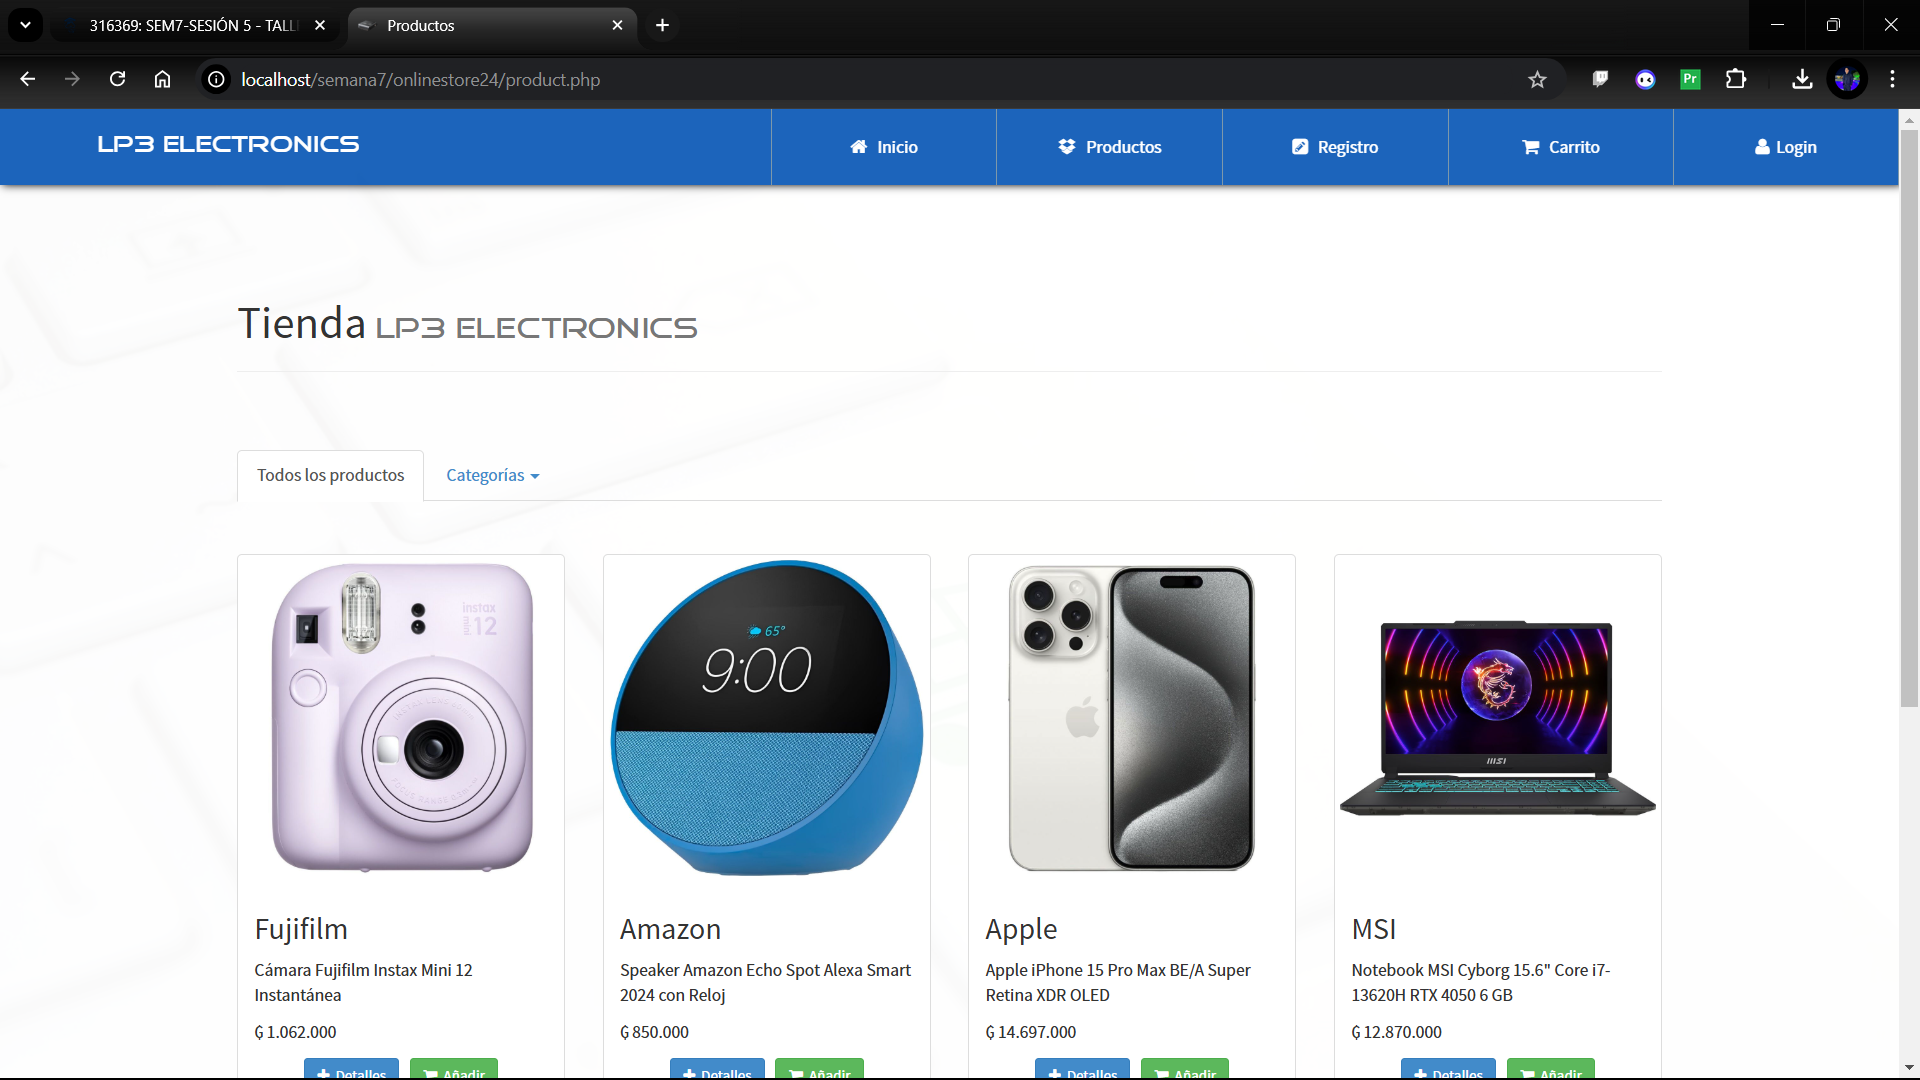 316369: SEM7-SESIÓN 5 - TALL
Productos
localhost/semana7/onlinestore24/product.php
Pr
LP3 ELECTRONICS
Inicio
Productos
Registro
Carrito
Login
Tienda LP3 ELECTRONICS
Todos los productos
Categorías
instax
mini 12
65°
9:00
msi
Fujifilm
Cámara Fujifilm Instax Mini 12
Instantánea
₲ 1.062.000
Detalles
Añadir
Amazon
Speaker Amazon Echo Spot Alexa Smart
2024 con Reloj
₲ 850.000
Detalles
Añadir
Apple
Apple iPhone 15 Pro Max BE/A Super
Retina XDR OLED
₲ 14.697.000
Detalles
Añadir
MSI
Notebook MSI Cyborg 15.6" Core i7-
13620H RTX 4050 6 GB
₲ 12.870.000
Detalles
Añadir